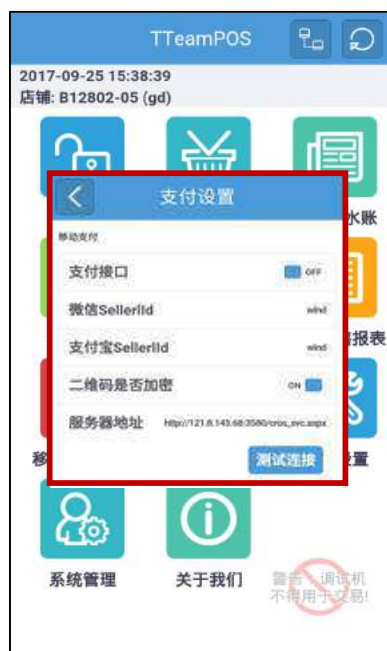 TTeamPOS
2017-09-25 15:38:39
店铺: B12802-05 (gd)
支付设置
水账
移动支付
支付接口 OFF
微信SellerIId wind
支付宝SellerIId wind
报表
二维码是否加密 ON
服务器地址 http://121.8.143.68:3580/cros_svc.aspx
测试连接
移
置
系统管理
关于我们
警告：调试机
不得用于交易!